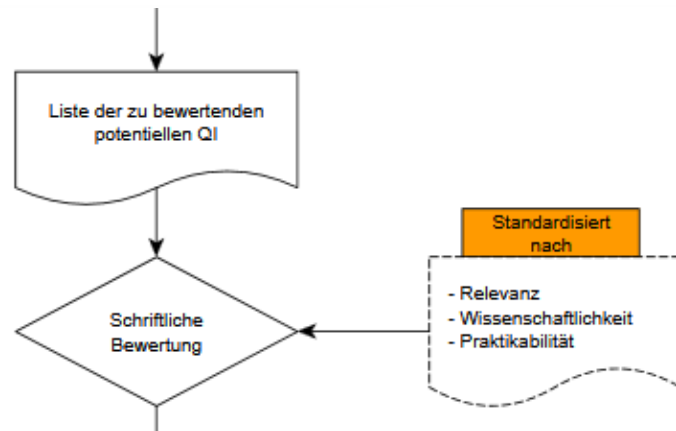 Liste der zu bewertenden
potentiellen QI
Standardisiert
nach
- Relevanz
- Wissenschaftlichkeit
- Praktikabilität
Schriftliche
Bewertung